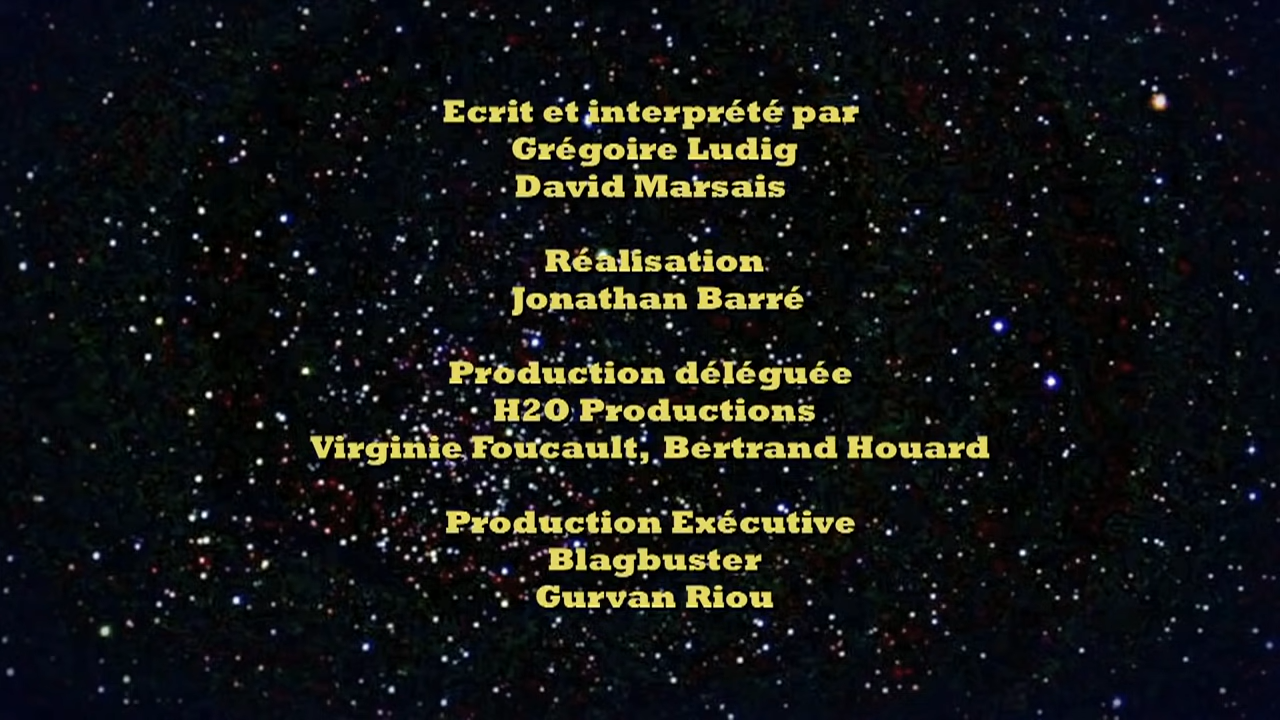 Ecrit et interprété par
Grégoire Ludig
David Marsais
Réalisation
Jonathan Barré
Production déléguée
H2O Productions
Virginie Foucault, Bertrand Houard
Production Exécutive
Blagbuster
Gurvan Riou